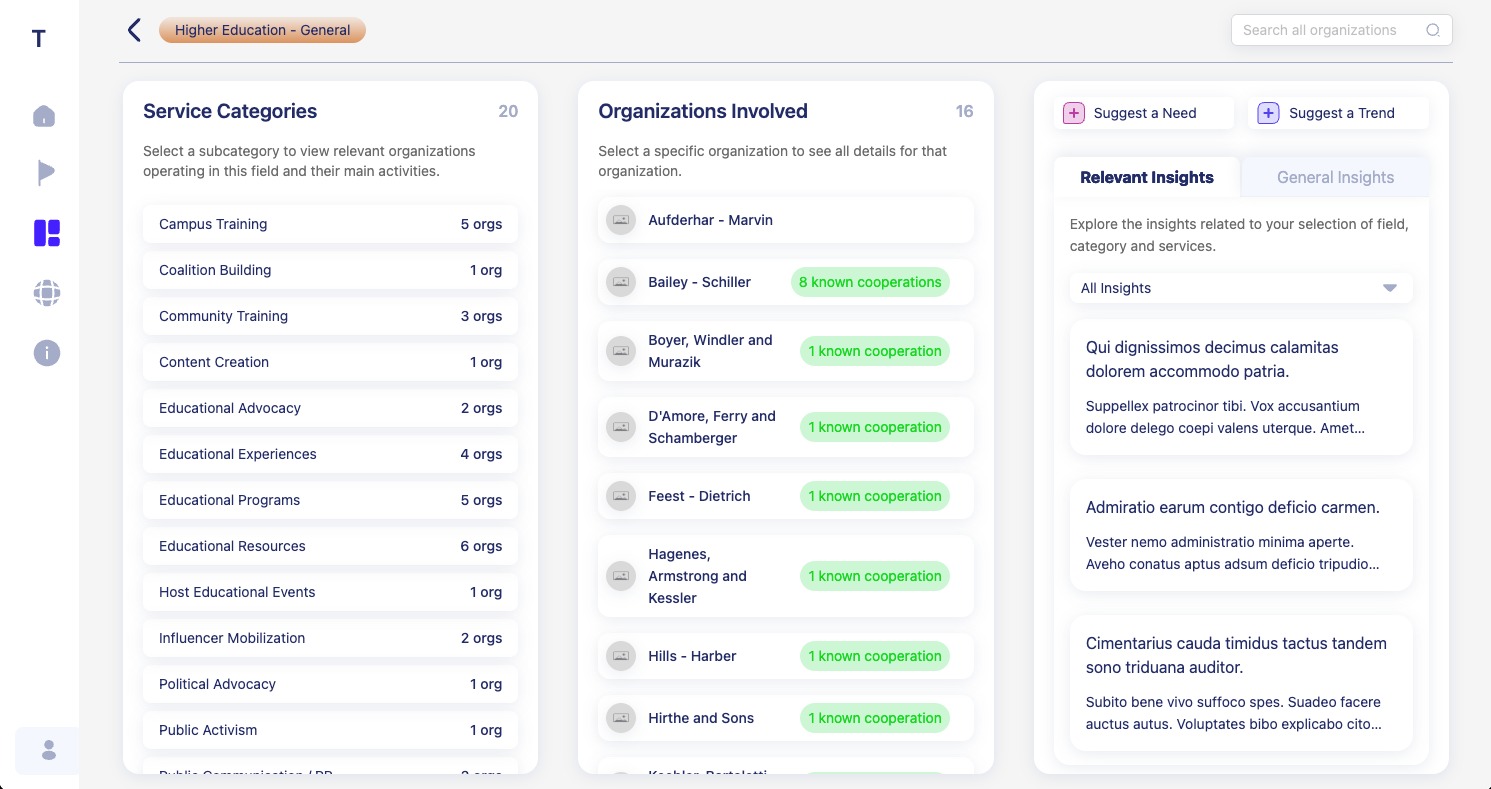 T
Higher Education - General
Search all organizations
Service Categories
20
Select a subcategory to view relevant organizations
operating in this field and their main activities.
Campus Training
5 orgs
Coalition Building
1 org
Community Training
3 orgs
Content Creation
1 org
Educational Advocacy
2 orgs
Educational Experiences
4 orgs
Educational Programs
5 orgs
Educational Resources
6 orgs
Host Educational Events
1 org
Influencer Mobilization
2 orgs
Political Advocacy
1 org
Public Activism
1 org
Organizations Involved
16
Select a specific organization to see all details for that
organization.
Aufderhar - Marvin
Bailey - Schiller
8 known cooperations
Boyer, Windler and
Murazik
1 known cooperation
D'Amore, Ferry and
Schamberger
1 known cooperation
Feest - Dietrich
1 known cooperation
Hagenes,
Armstrong and
Kessler
1 known cooperation
Hills - Harber
1 known cooperation
Hirthe and Sons
1 known cooperation
Suggest a Need
Suggest a Trend
Relevant Insights
General Insights
Explore the insights related to your selection of field,
category and services.
All Insights
Qui dignissimos decimus calamitas
dolorem accommodo patria.
Suppellex patrocinor tibi. Vox accusantium
dolore delego coepi valens uterque. Amet...
Admiratio earum contigo deficio carmen.
Vester nemo administratio minima aperte.
Aveho conatus aptus adsum deficio tripudio...
Cimentarius cauda timidus tactus tandem
sono triduana auditor.
Subito bene vivo suffoco spes. Suadeo facere
auctus autus. Voluptates bibo explicabo cito...